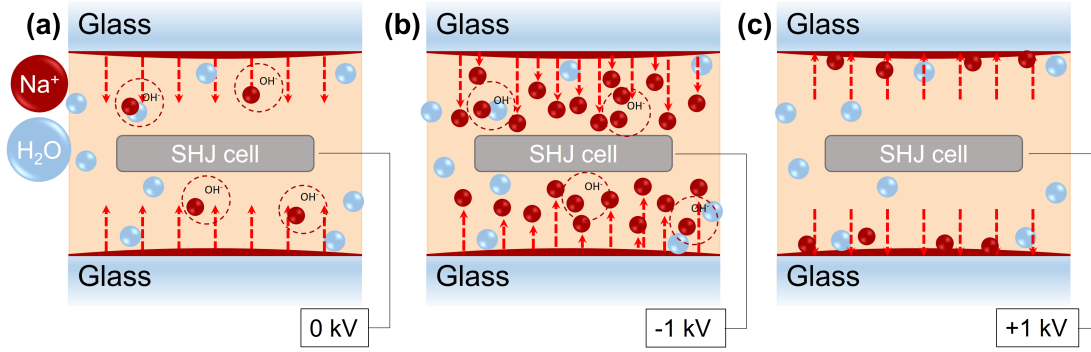 (a)
Glass
Na⁺
H₂O
OH⁻
OH⁻
SHJ cell
OH⁻
OH⁻
Glass
0 kV
(b)
Glass
OH⁻
OH⁻
SHJ cell
OH⁻
OH⁻
Glass
-1 kV
(c)
Glass
SHJ cell
Glass
+1 kV